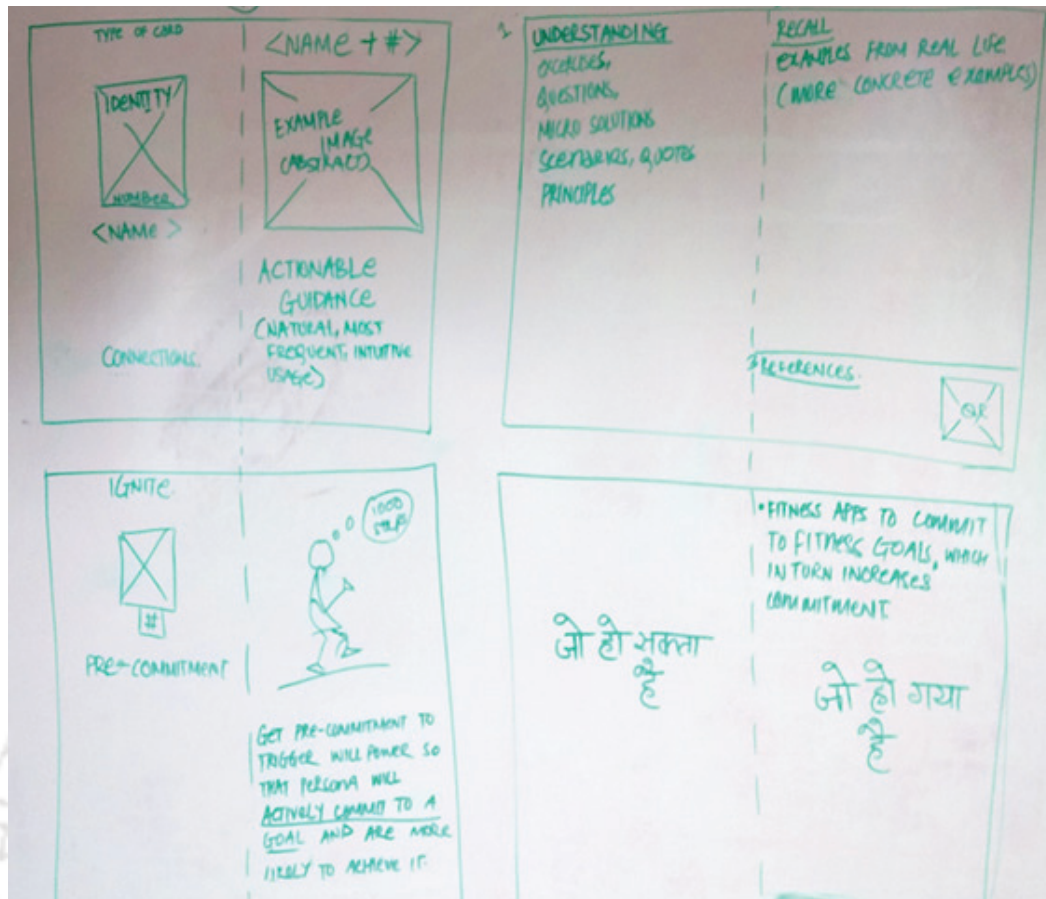 TYPE OF CARD
IDENTITY
NUMBER
<NAME>
CONNECTIONS.
<NAME + #>
EXAMPLE
IMAGE
(ABSTRACT)
ACTIONABLE
GUIDANCE
(NATURAL, MOST
FREQUENT, INTUITIVE
USAGE)
2
UNDERSTANDING
EXERCISES,
QUESTIONS,
MICRO SOLUTIONS
SCENARIOS, QUOTES
PRINCIPLES
RECALL
EXAMPLES FROM REAL LIFE
(MORE CONCRETE EXAMPLES)
3 REFERENCES.
QR
IGNITE.
#
PRE-COMMITMENT
1000
STEPS
GET PRE-COMMITMENT TO
TRIGGER WILL POWER SO
THAT PERSONA WILL
ACTIVELY COMMIT TO A
GOAL AND ARE MORE
LIKELY TO ACHIEVE IT.
जो हो सकता
है
• FITNESS APPS TO COMMIT
TO FITNESS GOALS, WHICH
IN TURN INCREASES
COMMITMENT.
जो हो गया
है